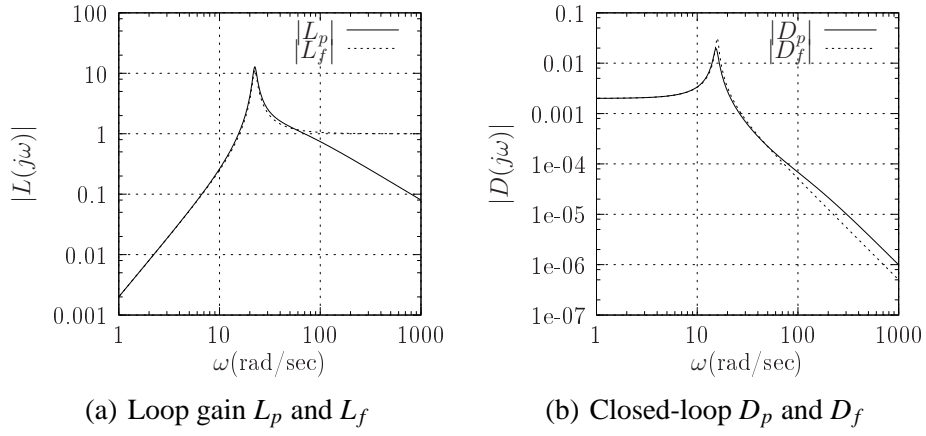 100
10
1
0.1
0.01
0.001
1
10
100
1000
|L(jω)|
ω(rad/sec)
|L_p|
|L_f|
(a) Loop gain L_p and L_f
0.1
0.01
0.001
1e-04
1e-05
1e-06
1e-07
1
10
100
1000
|D(jω)|
ω(rad/sec)
|D_p|
|D_f|
(b) Closed-loop D_p and D_f